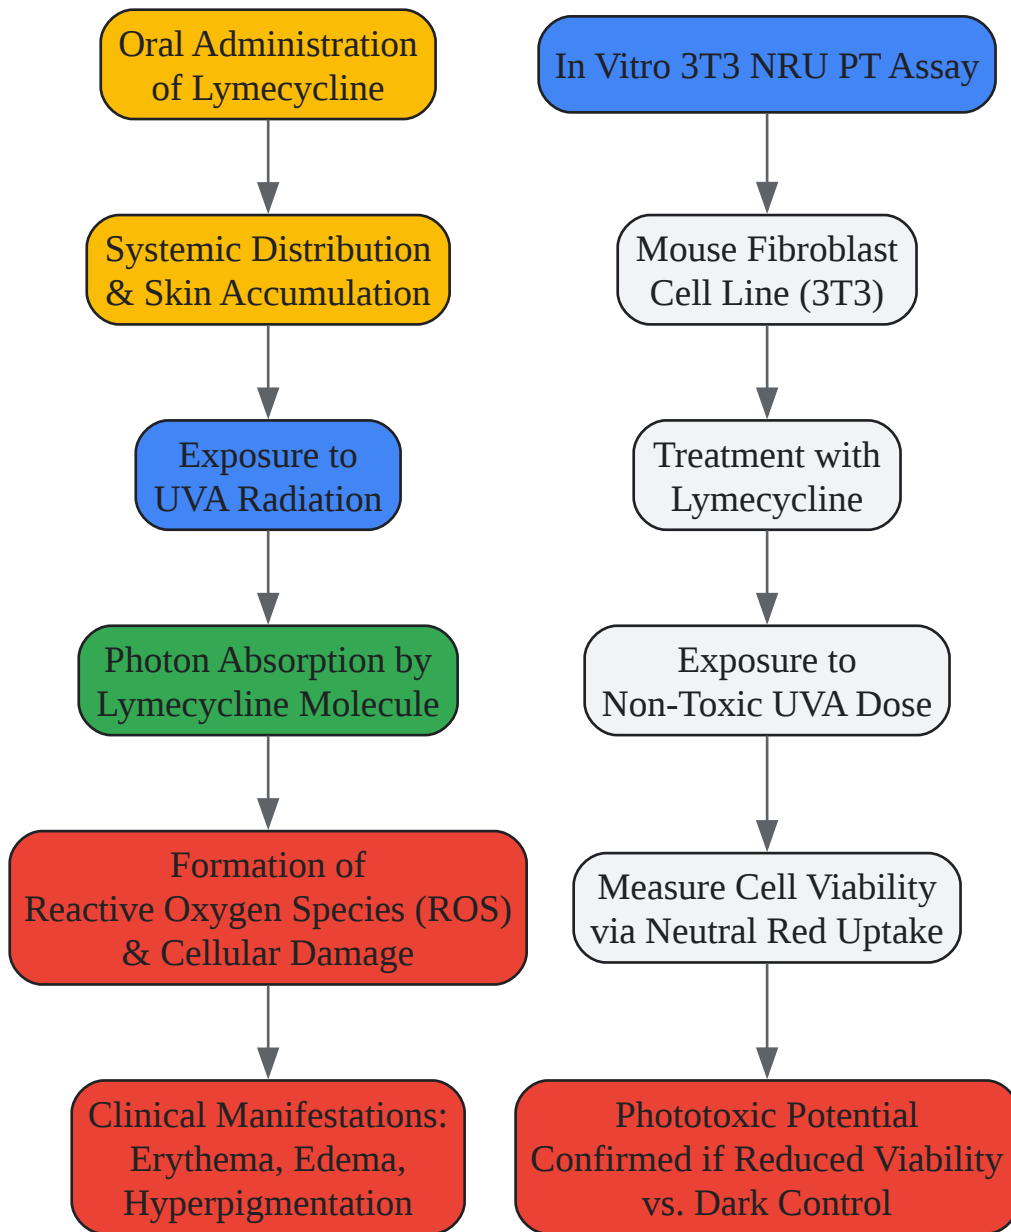 Oral Administration
of Lymecycline
Systemic Distribution
& Skin Accumulation
Exposure to
UVA Radiation
Photon Absorption by
Lymecycline Molecule
Formation of
Reactive Oxygen Species (ROS)
& Cellular Damage
Clinical Manifestations:
Erythema, Edema,
Hyperpigmentation
In Vitro 3T3 NRU PT Assay
Mouse Fibroblast
Cell Line (3T3)
Treatment with
Lymecycline
Exposure to
Non-Toxic UVA Dose
Measure Cell Viability
via Neutral Red Uptake
Phototoxic Potential
Confirmed if Reduced Viability
vs. Dark Control